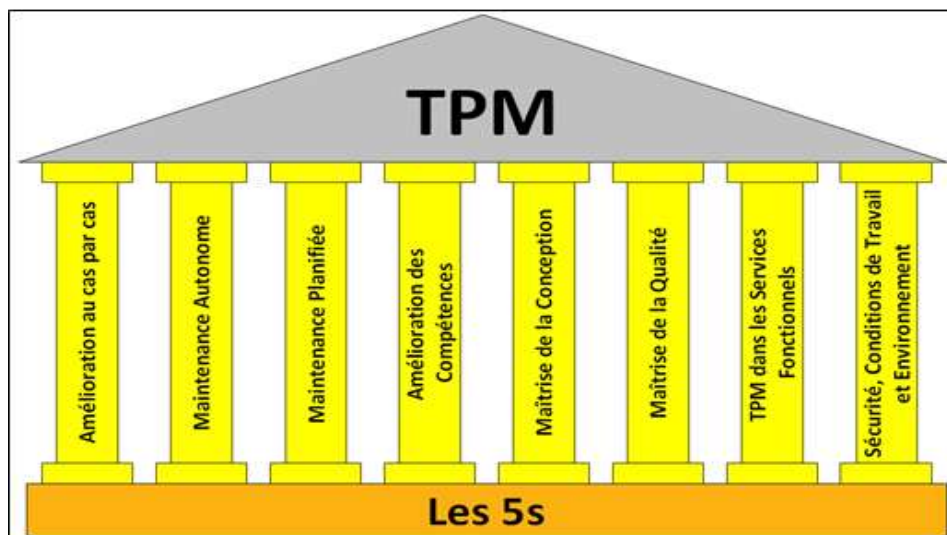 TPM
Amélioration au cas par cas
Maintenance Autonome
Maintenance Planifiée
Amélioration des
Compétences
Maîtrise de la Conception
Maîtrise de la Qualité
TPM dans les Services
Fonctionnels
Sécurité, Conditions de Travail
et Environnement
Les 5s